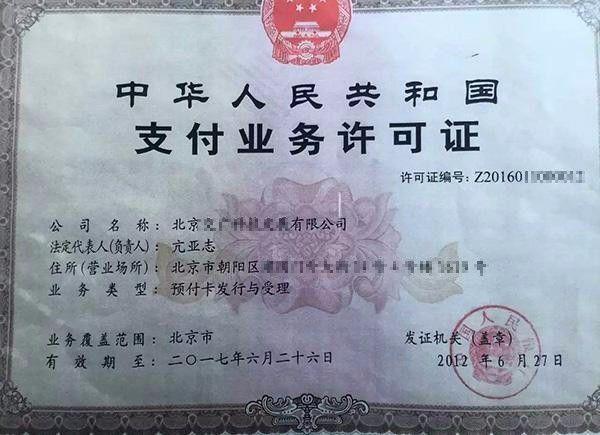 中华人民共和国
支付业务许可证
许可证编号: Z20160
公 司 名 称: 北京 有限公司
法定代表人(负责人): 亢亚志
住所(营业场所): 北京市朝阳区
业 务 类 型: 预付卡发行与受理
业务覆盖范围: 北京市
有 效 期 至: 二〇一七年六月二十六日
发证机关 (盖章)
2012 年 6 月 27 日
国人民